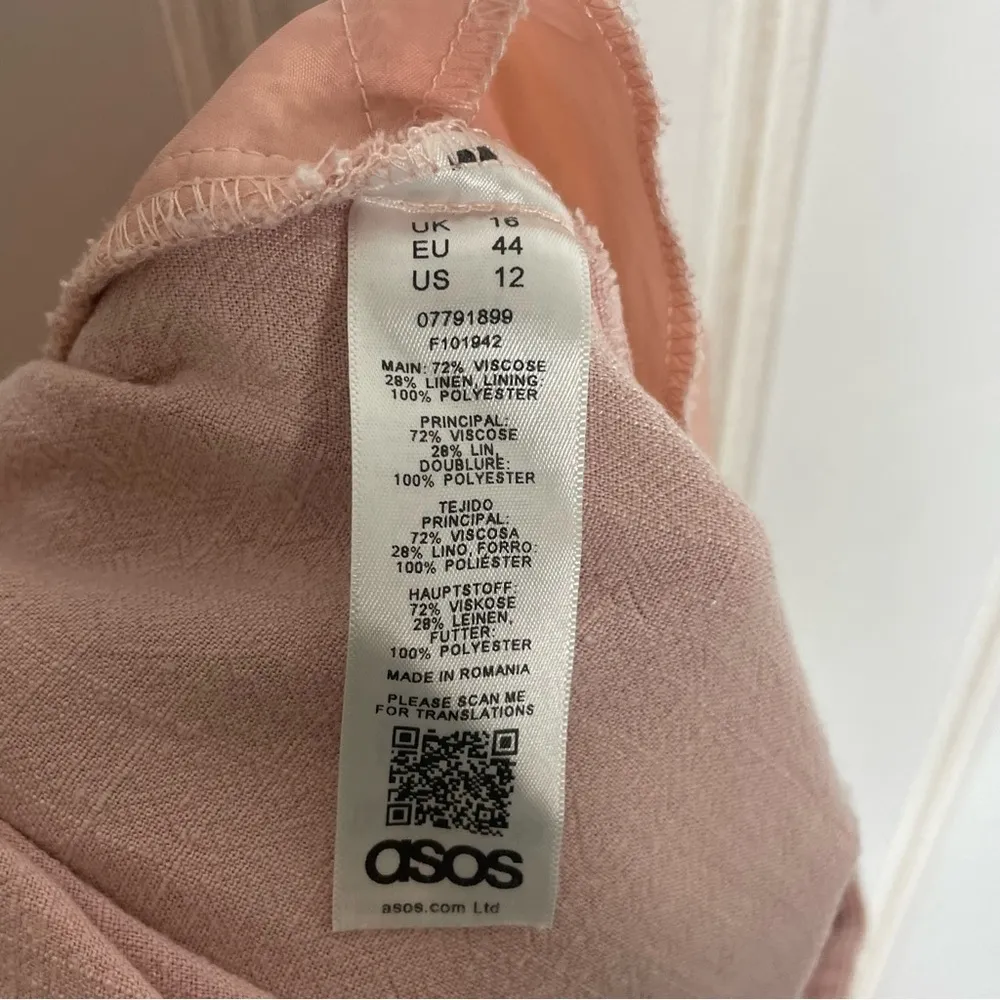 UK 16
EU 44
US 12
07791899
F101942
MAIN: 72% VISCOSE
28% LINEN, LINING:
100% POLYESTER
PRINCIPAL:
72% VISCOSE
28% LIN,
DOUBLURE:
100% POLYESTER
TEJIDO
PRINCIPAL:
72% VISCOSA
28% LINO, FORRO:
100% POLIÉSTER
HAUPTSTOFF:
72% VISKOSE
28% LEINEN,
FUTTER:
100% POLYESTER
MADE IN ROMANIA
PLEASE SCAN ME
FOR TRANSLATIONS
asos
asos.com Ltd